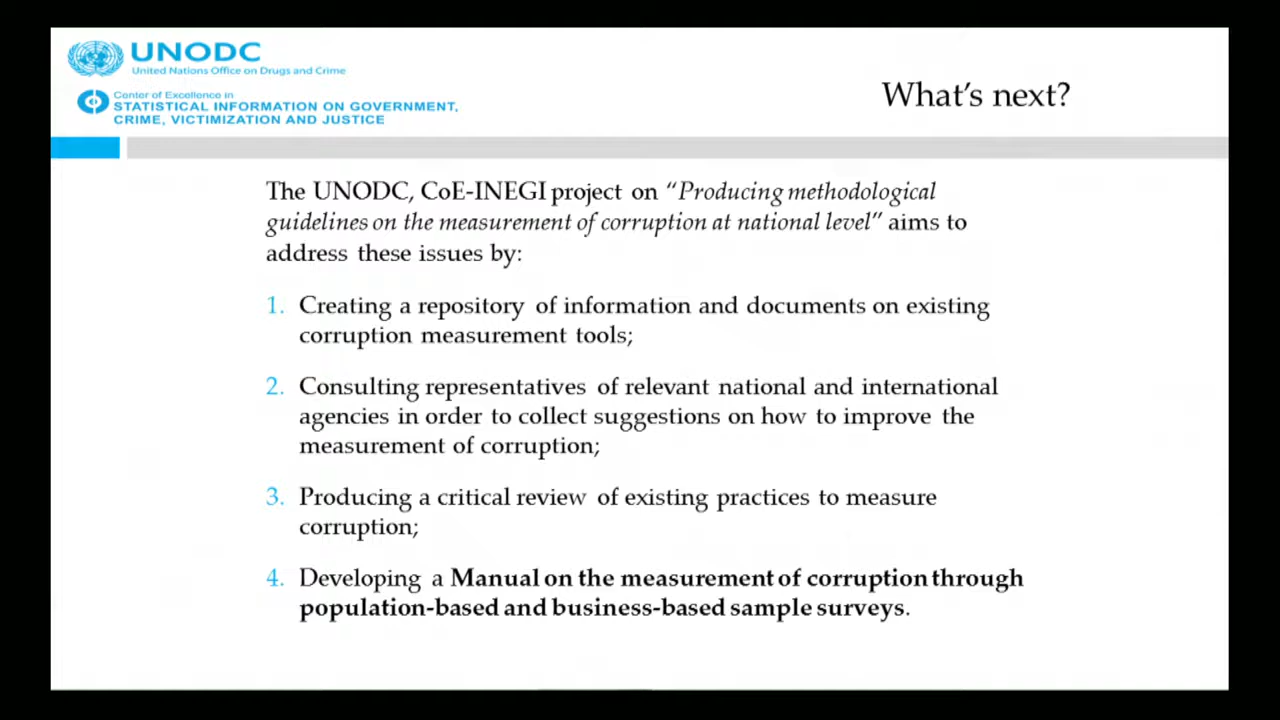 UNODC
United Nations Office on Drugs and Crime
Center of Excellence in
STATISTICAL INFORMATION ON GOVERNMENT,
CRIME, VICTIMIZATION AND JUSTICE
What's next?
The UNODC, CoE-INEGI project on “Producing methodological
guidelines on the measurement of corruption at national level” aims to
address these issues by:
1. Creating a repository of information and documents on existing
corruption measurement tools;
2. Consulting representatives of relevant national and international
agencies in order to collect suggestions on how to improve the
measurement of corruption;
3. Producing a critical review of existing practices to measure
corruption;
4. Developing a Manual on the measurement of corruption through
population-based and business-based sample surveys.